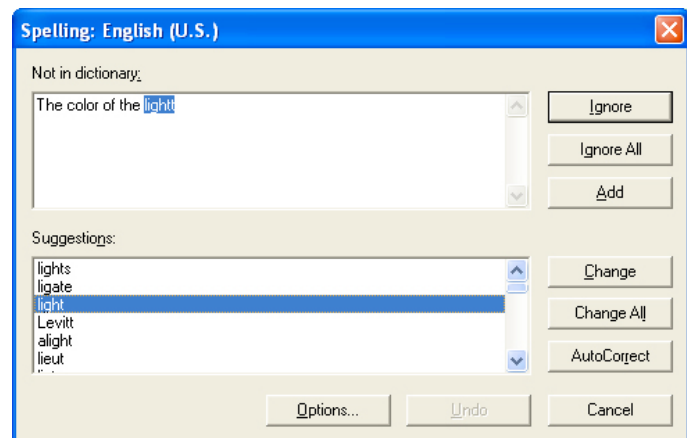 Spelling: English (U.S.)
Not in dictionary:
The color of the lightt
Ignore
Ignore All
Add
Suggestions:
lights
ligate
light
Levitt
alight
lieut
Change
Change All
AutoCorrect
Options...
Undo
Cancel